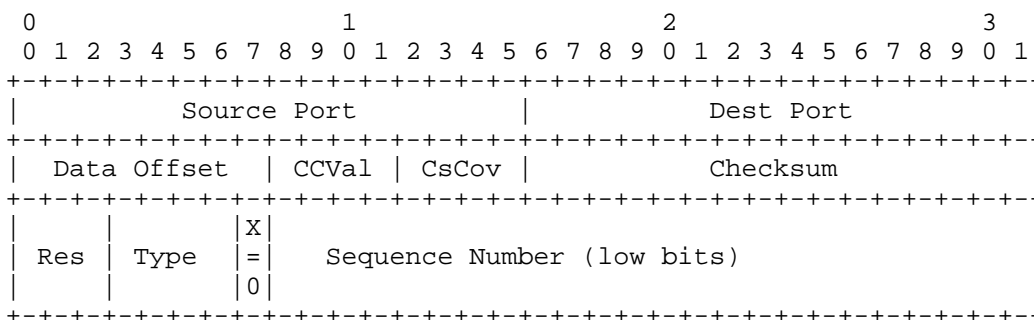 0                   1                   2                   3
 0 1 2 3 4 5 6 7 8 9 0 1 2 3 4 5 6 7 8 9 0 1 2 3 4 5 6 7 8 9 0 1
+-+-+-+-+-+-+-+-+-+-+-+-+-+-+-+-+-+-+-+-+-+-+-+-+-+-+-+-+-+-+-+-
|          Source Port          |           Dest Port
+-+-+-+-+-+-+-+-+-+-+-+-+-+-+-+-+-+-+-+-+-+-+-+-+-+-+-+-+-+-+-+-
|  Data Offset  | CCVal | CsCov |           Checksum
+-+-+-+-+-+-+-+-+-+-+-+-+-+-+-+-+-+-+-+-+-+-+-+-+-+-+-+-+-+-+-+-
|     |       |X|
| Res | Type  |=|   Sequence Number (low bits)
|     |       |0|
+-+-+-+-+-+-+-+-+-+-+-+-+-+-+-+-+-+-+-+-+-+-+-+-+-+-+-+-+-+-+-+-